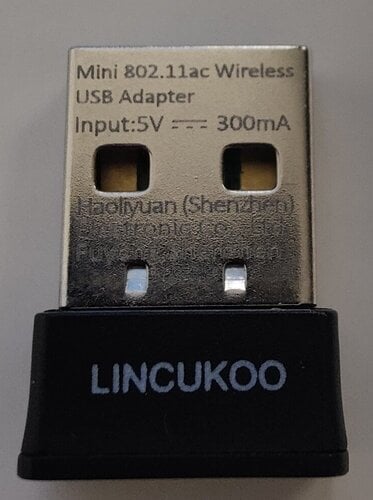 Mini 802.11ac Wireless
USB Adapter
Input:5V ⎓ 300mA
Haoliyuan (Shenzhen)
LINCUKOO